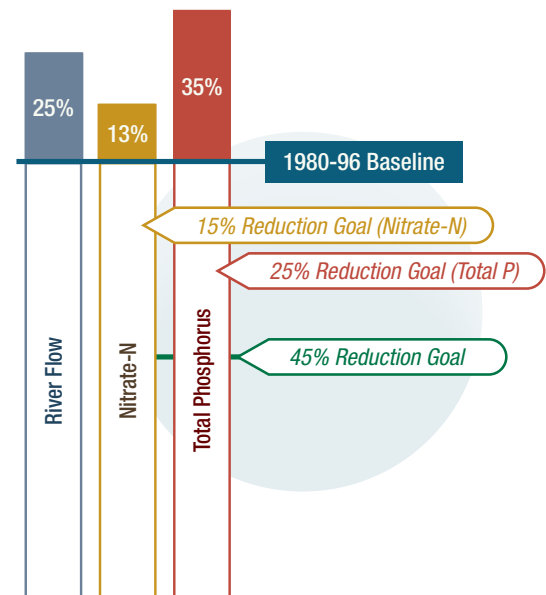 35%
25%
13%
1980-96 Baseline
15% Reduction Goal (Nitrate-N)
25% Reduction Goal (Total P)
45% Reduction Goal
River Flow
Nitrate-N
Total Phosphorus